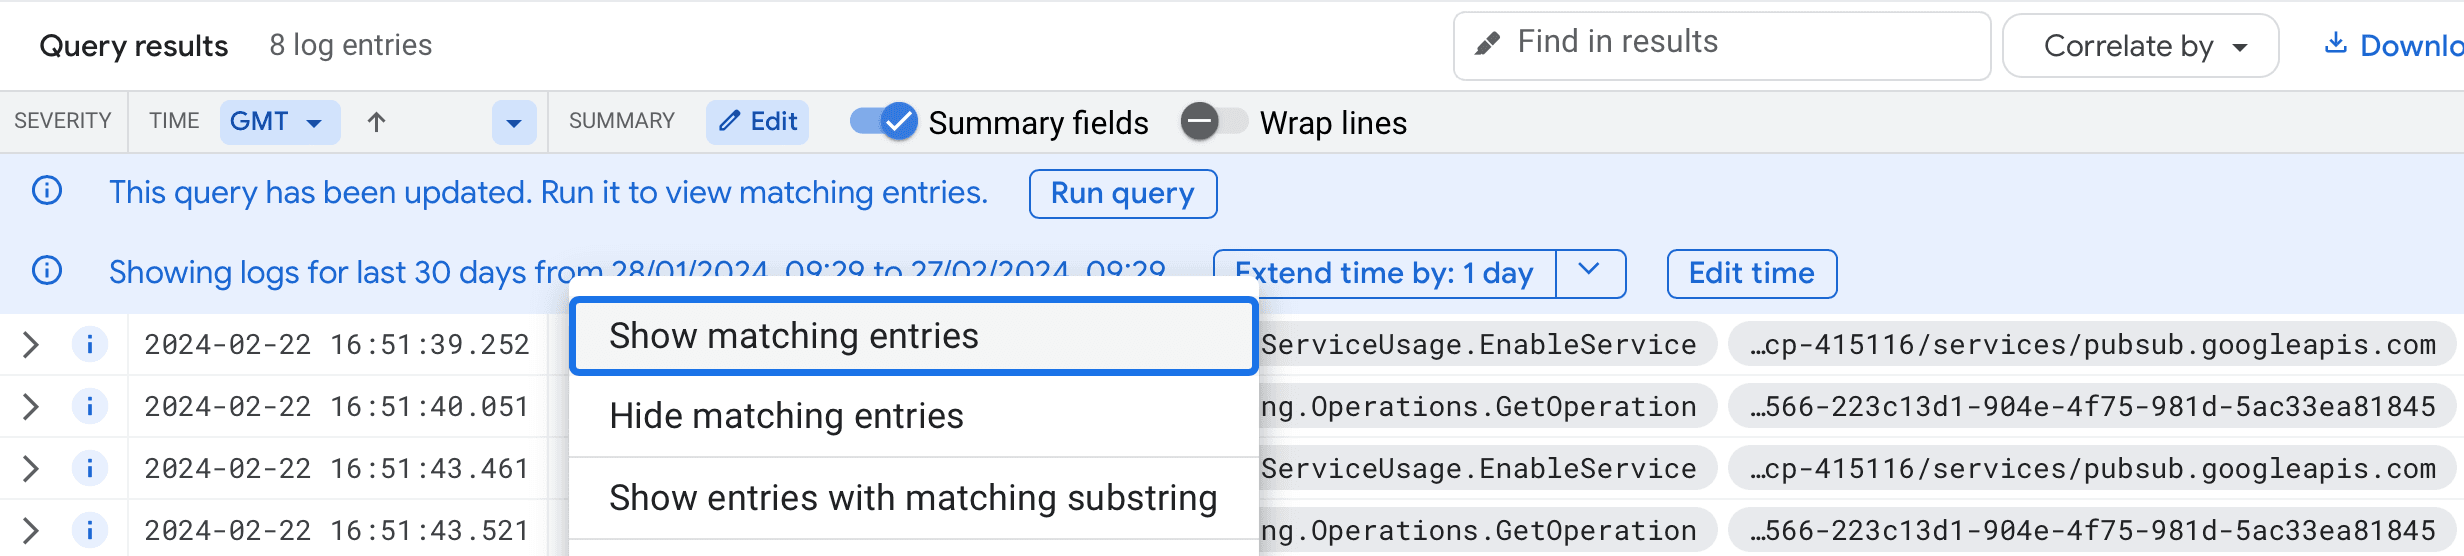 Query results 8 log entries Find in results Correlate by Downlo
SEVERITY TIME GMT SUMMARY Edit Summary fields Wrap lines
This query has been updated. Run it to view matching entries. Run query
Showing logs for last 30 days from 28/01/2024, 09:29 to 27/02/2024, 09:29 Extend time by: 1 day Edit time
Show matching entries
Hide matching entries
Show entries with matching substring
2024-02-22 16:51:39.252 ServiceUsage.EnableService …cp-415116/services/pubsub.googleapis.com
2024-02-22 16:51:40.051 ng.Operations.GetOperation …566-223c13d1-904e-4f75-981d-5ac33ea81845
2024-02-22 16:51:43.461 ServiceUsage.EnableService …cp-415116/services/pubsub.googleapis.com
2024-02-22 16:51:43.521 ng.Operations.GetOperation …566-223c13d1-904e-4f75-981d-5ac33ea81845